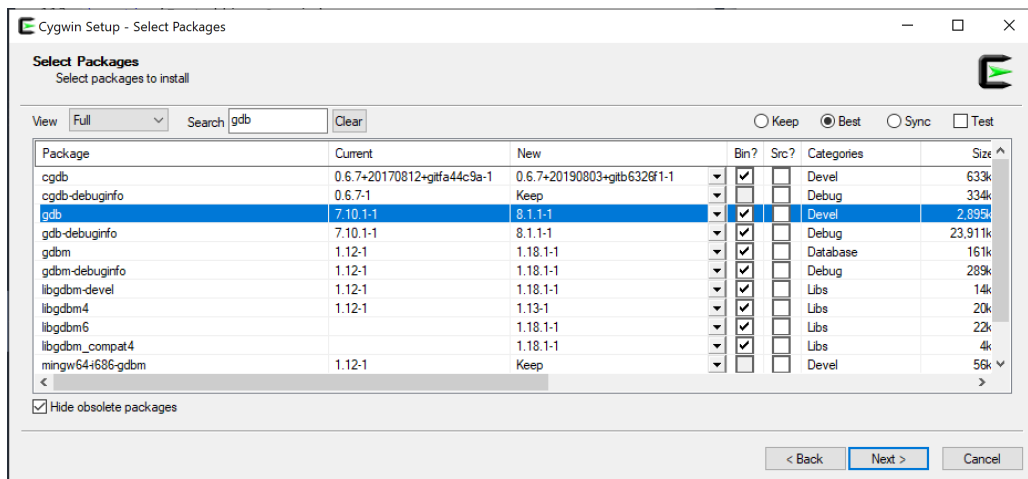 Cygwin Setup - Select Packages
Select Packages
Select packages to install
View Full Search gdb Clear Keep Best Sync Test
Package Current New Bin? Src? Categories Size
cgdb 0.6.7+20170812+gitfa44c9a-1 0.6.7+20190803+gitb6326f1-1 Devel 633k
cgdb-debuginfo 0.6.7-1 Keep Debug 334k
gdb 7.10.1-1 8.1.1-1 Devel 2,895k
gdb-debuginfo 7.10.1-1 8.1.1-1 Debug 23,911k
gdbm 1.12-1 1.18.1-1 Database 161k
gdbm-debuginfo 1.12-1 1.18.1-1 Debug 289k
libgdbm-devel 1.12-1 1.18.1-1 Libs 14k
libgdbm4 1.12-1 1.13-1 Libs 20k
libgdbm6 1.18.1-1 Libs 22k
libgdbm_compat4 1.18.1-1 Libs 4k
mingw64-i686-gdbm 1.12-1 Keep Devel 56k
Hide obsolete packages
< Back Next > Cancel